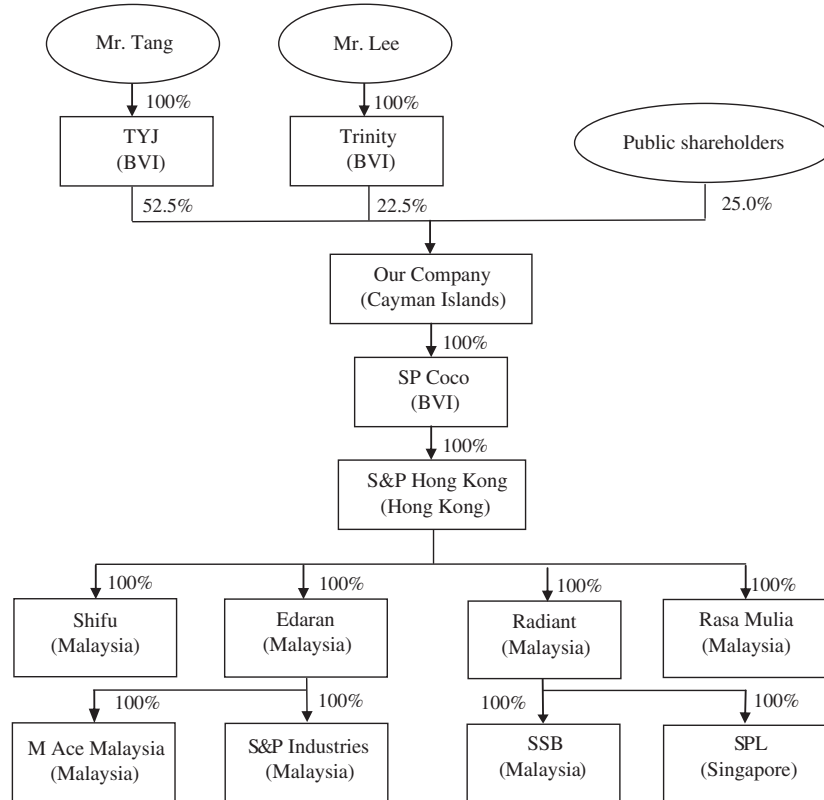 Mr. Tang
Mr. Lee
100%
100%
TYJ
(BVI)
Trinity
(BVI)
Public shareholders
52.5%
22.5%
25.0%
Our Company
(Cayman Islands)
100%
SP Coco
(BVI)
100%
S&P Hong Kong
(Hong Kong)
100%
100%
100%
100%
Shifu
(Malaysia)
Edaran
(Malaysia)
Radiant
(Malaysia)
Rasa Mulia
(Malaysia)
100%
100%
100%
100%
M Ace Malaysia
(Malaysia)
S&P Industries
(Malaysia)
SSB
(Malaysia)
SPL
(Singapore)